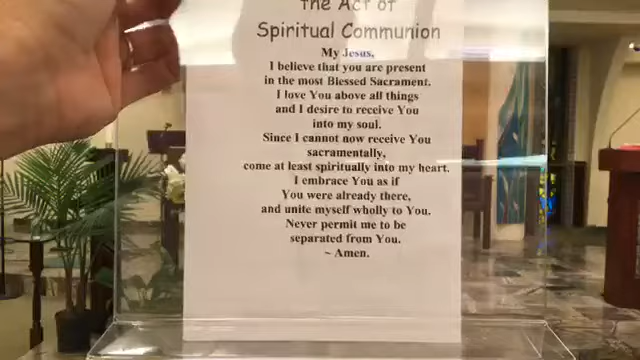 the Act of
Spiritual Communion
My Jesus,
I believe that you are present
in the most Blessed Sacrament.
I love You above all things
and I desire to receive You
into my soul.
Since I cannot now receive You
sacramentally,
come at least spiritually into my heart.
I embrace You as if
You were already there,
and unite myself wholly to You.
Never permit me to be
separated from You.
~ Amen.